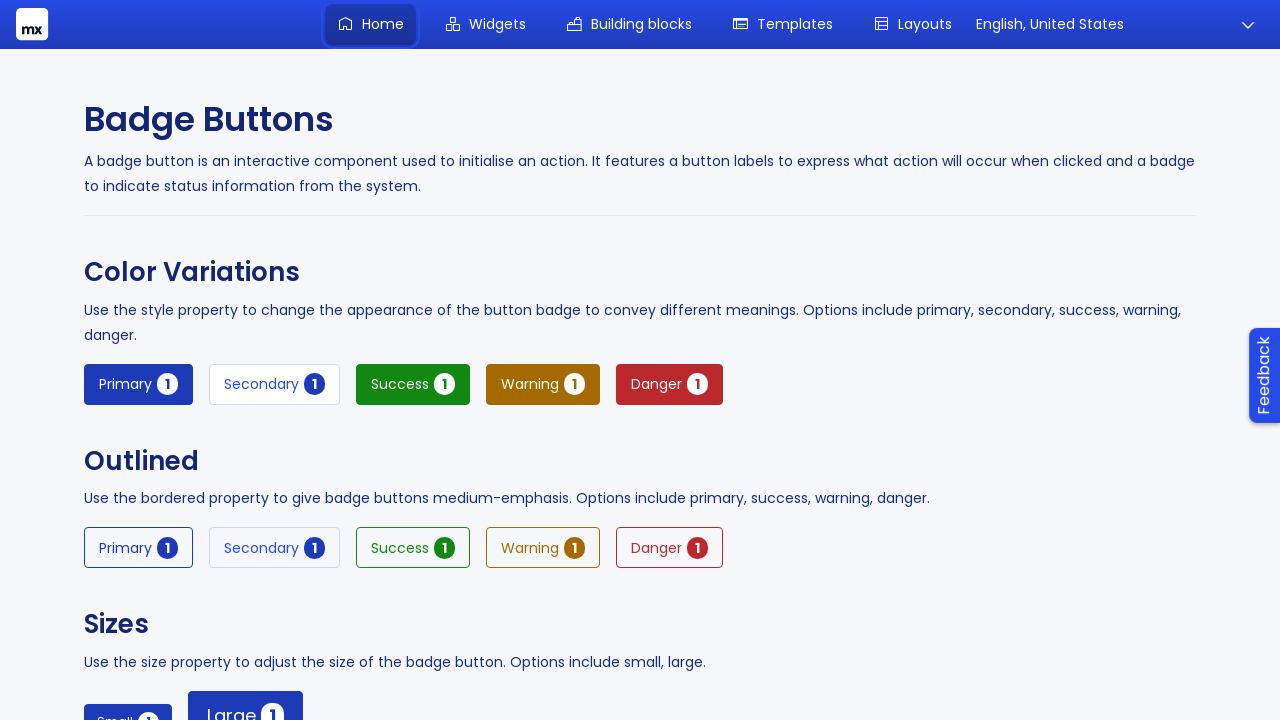 mx
Home
Widgets
Building blocks
Templates
Layouts
English, United States
Badge Buttons
A badge button is an interactive component used to initialise an action. It features a button labels to express what action will occur when clicked and a badge
to indicate status information from the system.
Color Variations
Use the style property to change the appearance of the button badge to convey different meanings. Options include primary, secondary, success, warning,
danger.
Primary 1
Secondary 1
Success 1
Warning 1
Danger 1
Feedback
Outlined
Use the bordered property to give badge buttons medium-emphasis. Options include primary, success, warning, danger.
Primary 1
Secondary 1
Success 1
Warning 1
Danger 1
Sizes
Use the size property to adjust the size of the badge button. Options include small, large.
Small 1
Large 1